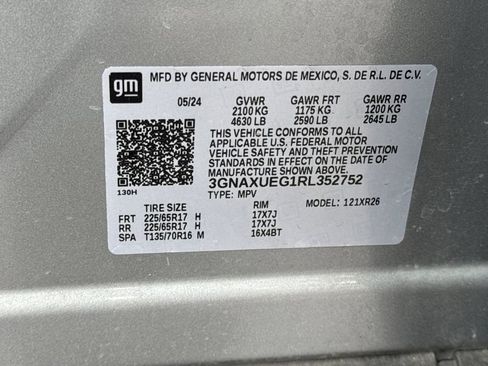 gm
MFD BY GENERAL MOTORS DE MEXICO, S. DE R.L. DE C.V.
05/24 GVWR GAWR FRT GAWR RR
2100 KG 1175 KG 1200 KG
4630 LB 2590 LB 2645 LB
THIS VEHICLE CONFORMS TO ALL
APPLICABLE U.S. FEDERAL MOTOR
VEHICLE SAFETY AND THEFT
PREVENTION STANDARDS IN EFFECT ON
THE DATE OF MANUFACTURE SHOWN ABOVE.
3GNAXUEG1RL352752
130H TYPE: MPV MODEL: 121XR26
TIRE SIZE RIM
FRT 225/65R17 H 17X7J
RR 225/65R17 H 17X7J
SPA T135/70R16 M 16X4BT